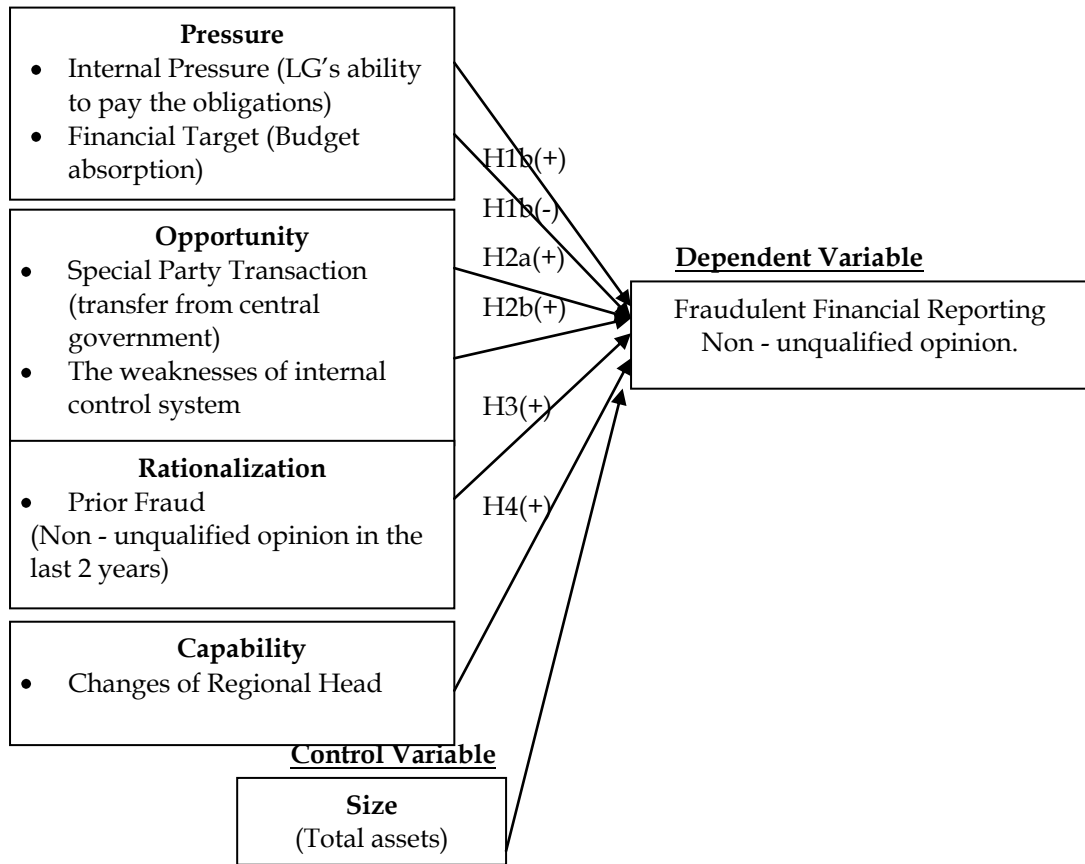 Pressure
• Internal Pressure (LG's ability
to pay the obligations)
• Financial Target (Budget
absorption)
H1b(+)
H1b(-)
Opportunity
• Special Party Transaction
(transfer from central
government)
• The weaknesses of internal
control system
H2a(+)
H2b(+)
Dependent Variable
Fraudulent Financial Reporting
Non - unqualified opinion.
Rationalization
• Prior Fraud
(Non - unqualified opinion in the
last 2 years)
H3(+)
H4(+)
Capability
• Changes of Regional Head
Control Variable
Size
(Total assets)